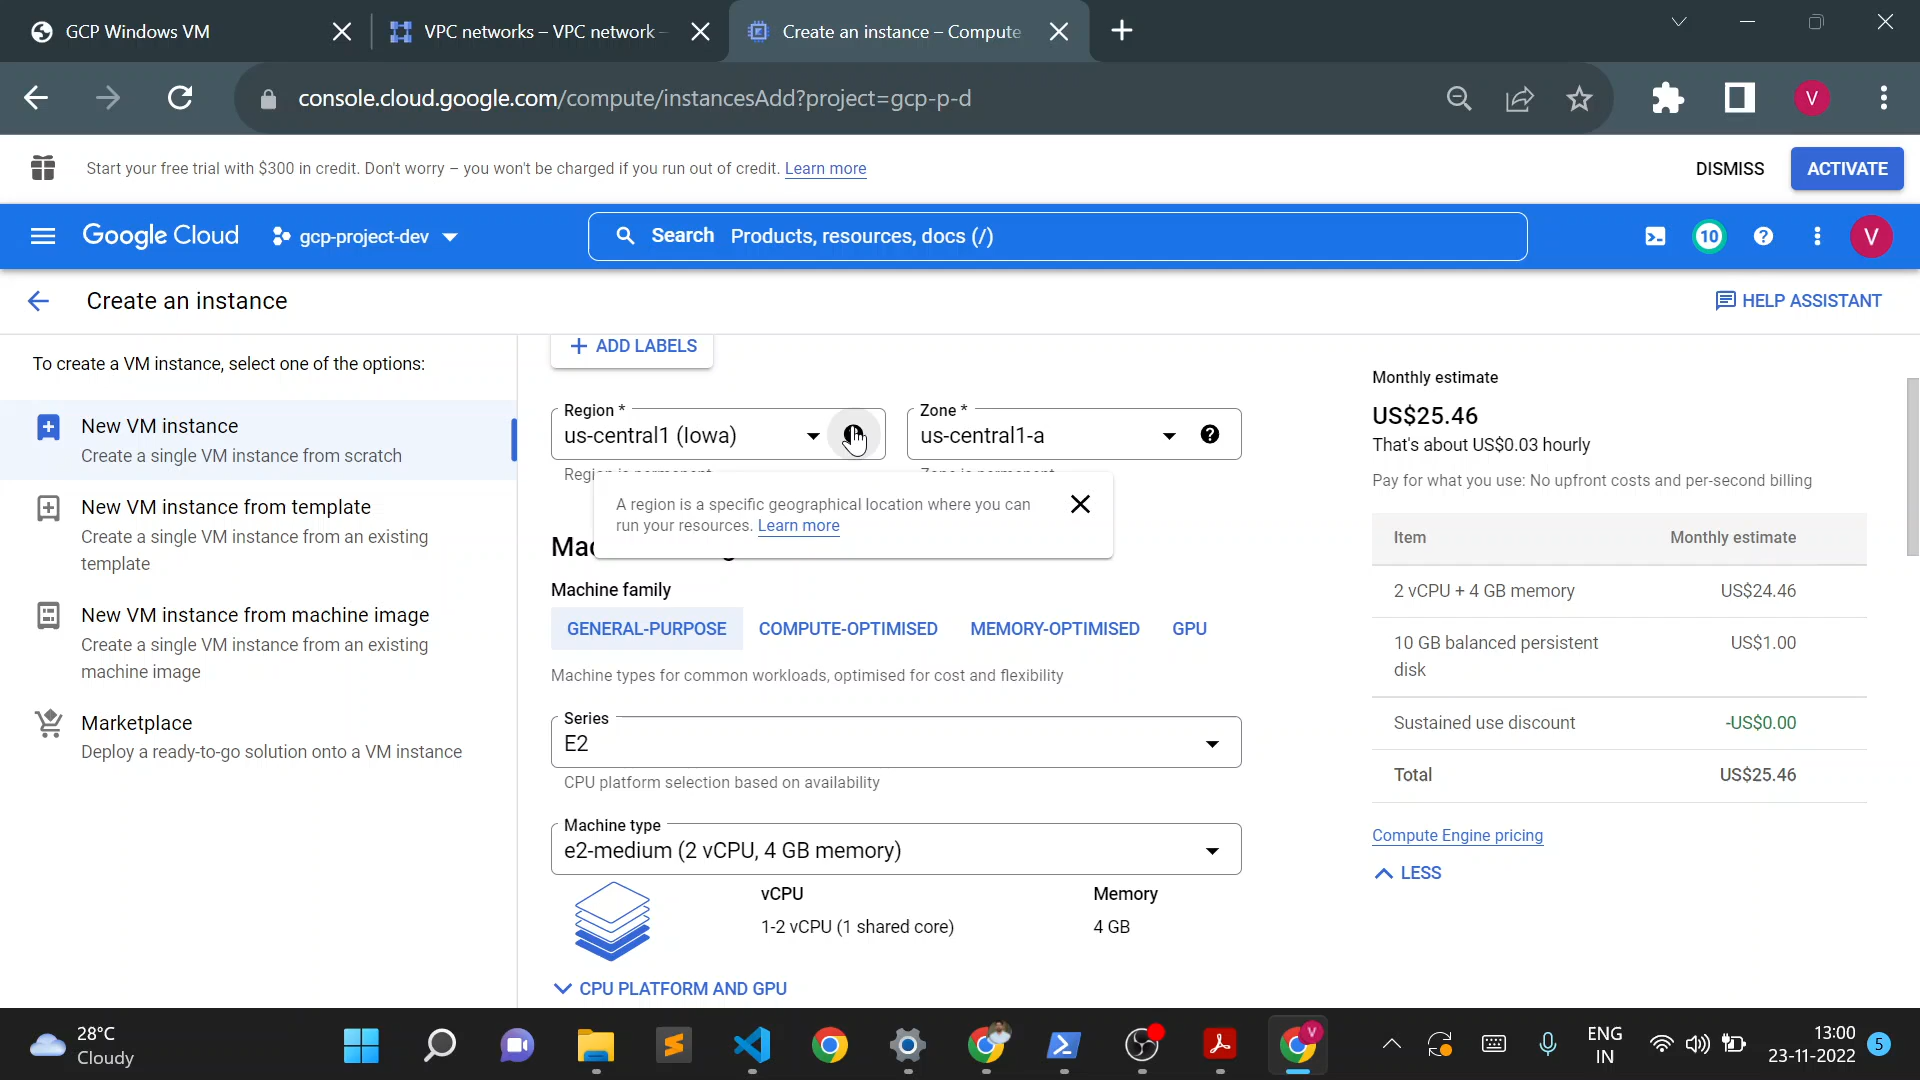 GCP Windows VM
VPC networks – VPC network –
Create an instance – Compute
console.cloud.google.com/compute/instancesAdd?project=gcp-p-d
V
Start your free trial with $300 in credit. Don't worry – you won't be charged if you run out of credit. Learn more
DISMISS
ACTIVATE
Google Cloud
gcp-project-dev
Search Products, resources, docs (/)
10
V
Create an instance
HELP ASSISTANT
To create a VM instance, select one of the options:
New VM instance
Create a single VM instance from scratch
New VM instance from template
Create a single VM instance from an existing
template
New VM instance from machine image
Create a single VM instance from an existing
machine image
Marketplace
Deploy a ready-to-go solution onto a VM instance
ADD LABELS
Region *
us-central1 (Iowa)
Zone *
us-central1-a
A region is a specific geographical location where you can
run your resources. Learn more
Machine family
GENERAL-PURPOSE
COMPUTE-OPTIMISED
MEMORY-OPTIMISED
GPU
Machine types for common workloads, optimised for cost and flexibility
Series
E2
CPU platform selection based on availability
Machine type
e2-medium (2 vCPU, 4 GB memory)
vCPU
Memory
1-2 vCPU (1 shared core)
4 GB
CPU PLATFORM AND GPU
Monthly estimate
US$25.46
That's about US$0.03 hourly
Pay for what you use: No upfront costs and per-second billing
Item
Monthly estimate
2 vCPU + 4 GB memory
US$24.46
10 GB balanced persistent
disk
US$1.00
Sustained use discount
-US$0.00
Total
US$25.46
Compute Engine pricing
LESS
28°C
Cloudy
V
ENG
IN
13:00
23-11-2022
5